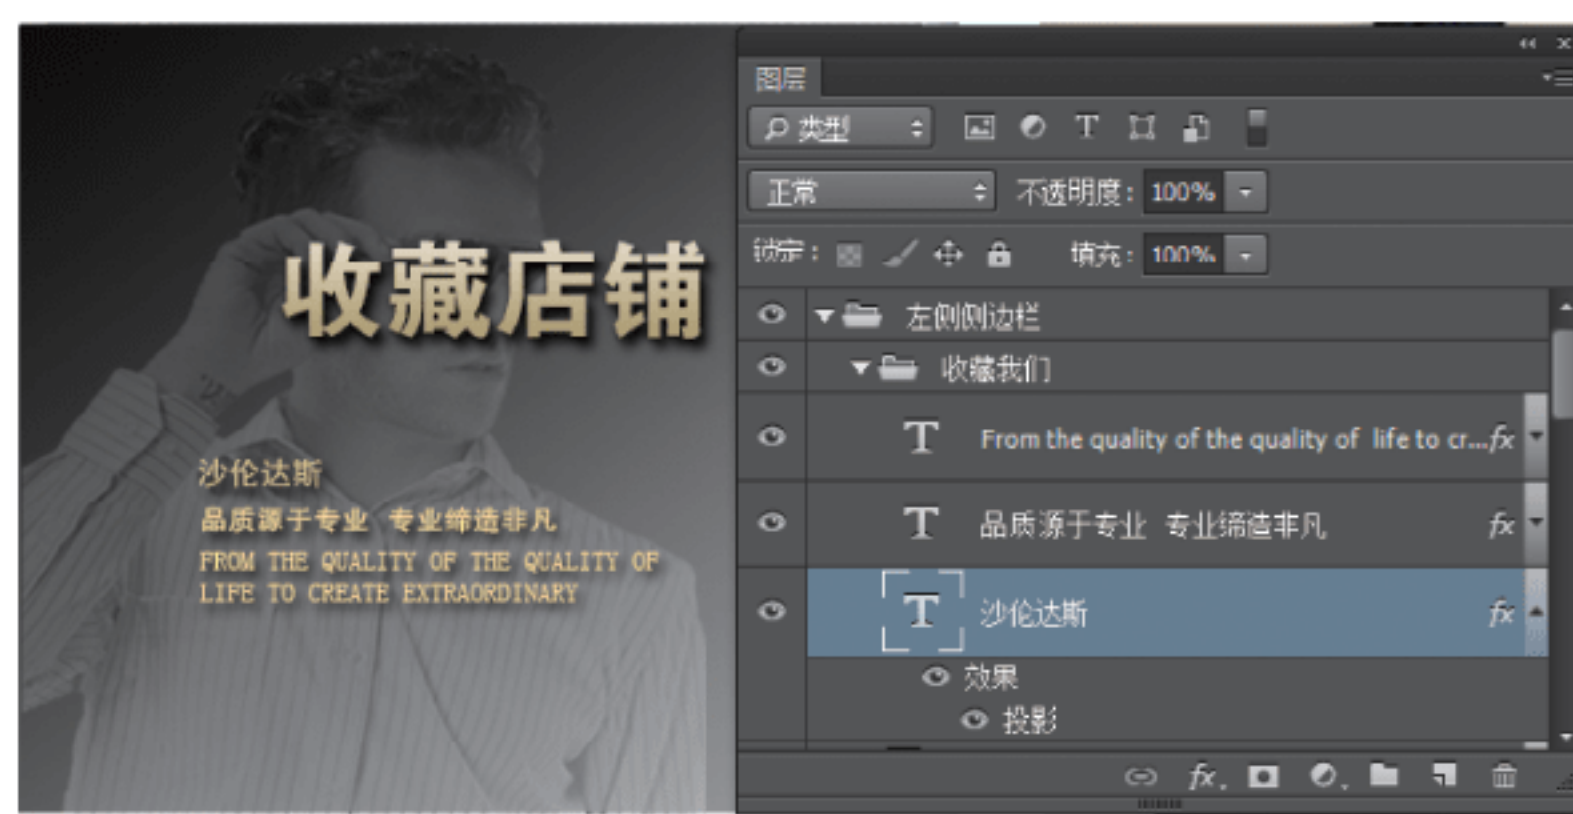 收藏店铺
沙伦达斯
品质源于专业 专业缔造非凡
FROM THE QUALITY OF THE QUALITY OF
LIFE TO CREATE EXTRAORDINARY
图层
类型
T
正常
不透明度: 100%
锁定:
填充: 100%
左侧侧边栏
收藏我们
T From the quality of the quality of life to cr... fx
T 品质源于专业 专业缔造非凡 fx
T 沙伦达斯 fx
效果
投影
fx.